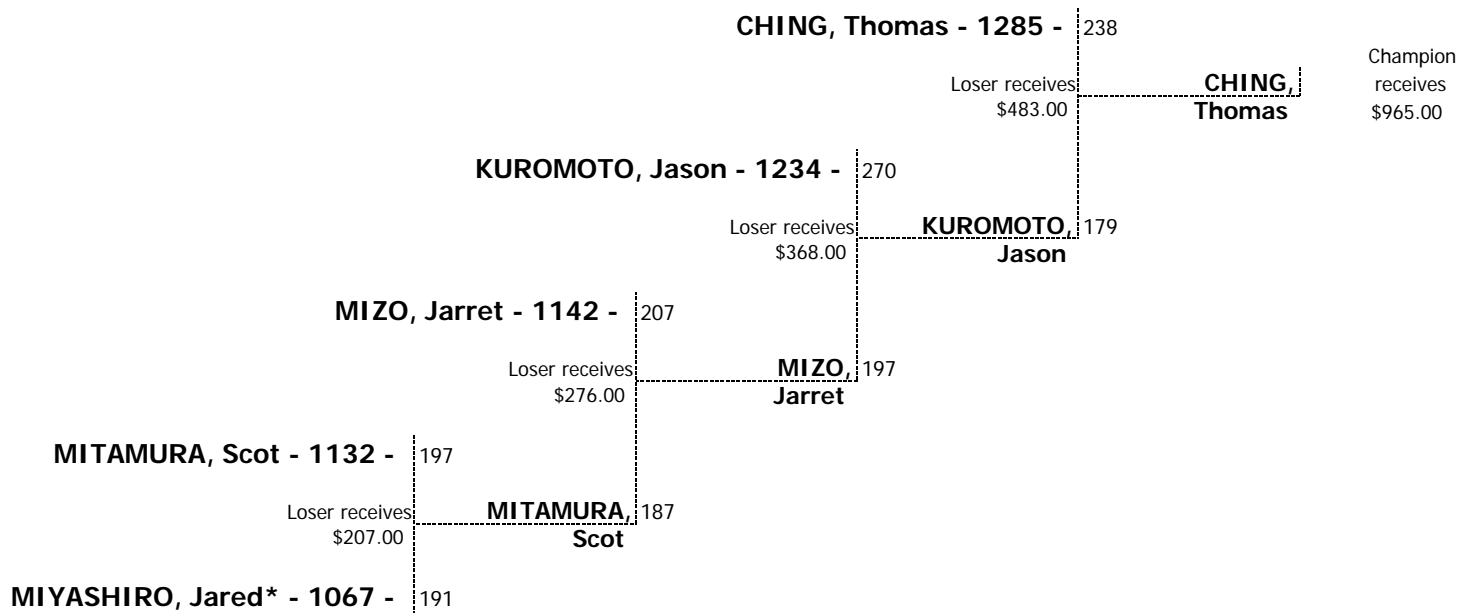 CHING, Thomas - 1285 - 238
Champion
Loser receives CHING, receives
$483.00 Thomas $965.00
KUROMOTO, Jason - 1234 - 270
Loser receives KUROMOTO, 179
$368.00 Jason
MIZO, Jarret - 1142 - 207
Loser receives MIZO, 197
$276.00 Jarret
MITAMURA, Scot - 1132 - 197
Loser receives MITAMURA, 187
$207.00 Scot
MIYASHIRO, Jared* - 1067 - 191